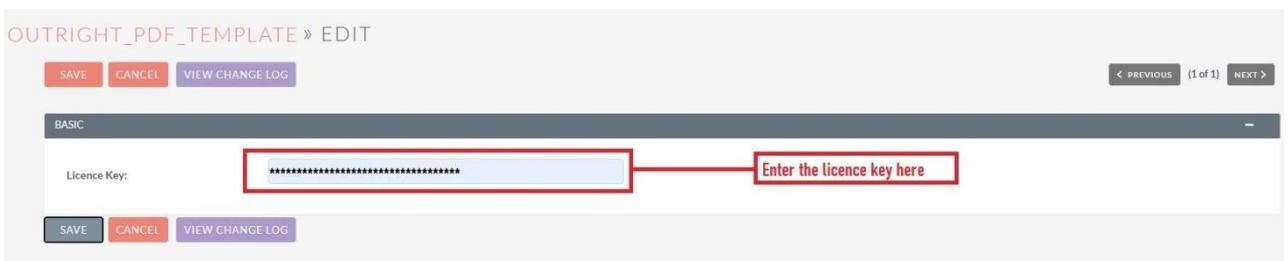 OUTRIGHT_PDF_TEMPLATE » EDIT
SAVE CANCEL VIEW CHANGE LOG < PREVIOUS (1 of 1) NEXT >
BASIC −
Licence Key: *********************************** Enter the licence key here
SAVE CANCEL VIEW CHANGE LOG